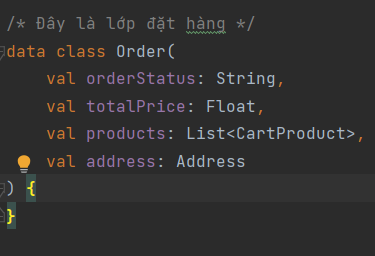 /* Đây là lớp đặt hàng */
data class Order(
    val orderStatus: String,
    val totalPrice: Float,
    val products: List<CartProduct>,
    val address: Address
) {
}